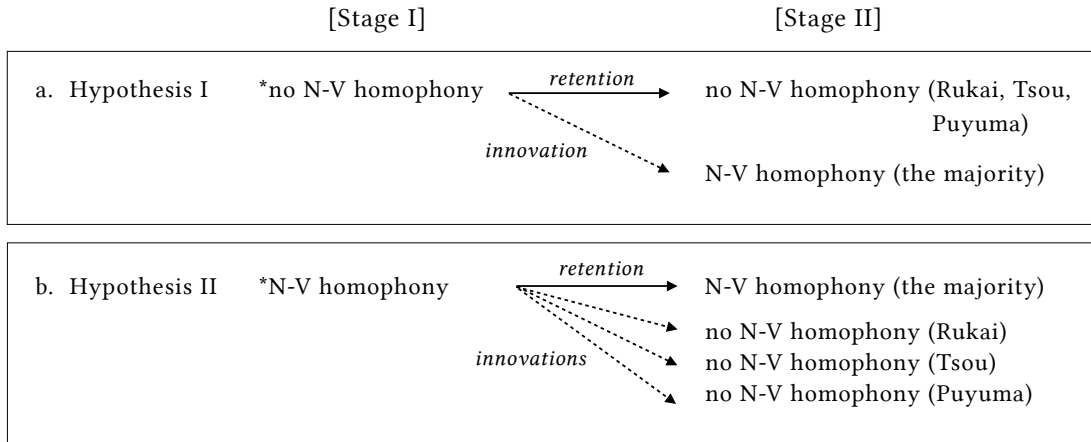 [Stage I] [Stage II]
a. Hypothesis I *no N-V homophony retention no N-V homophony (Rukai, Tsou,
Puyuma)
innovation
N-V homophony (the majority)
b. Hypothesis II *N-V homophony retention N-V homophony (the majority)
no N-V homophony (Rukai)
innovations no N-V homophony (Tsou)
no N-V homophony (Puyuma)